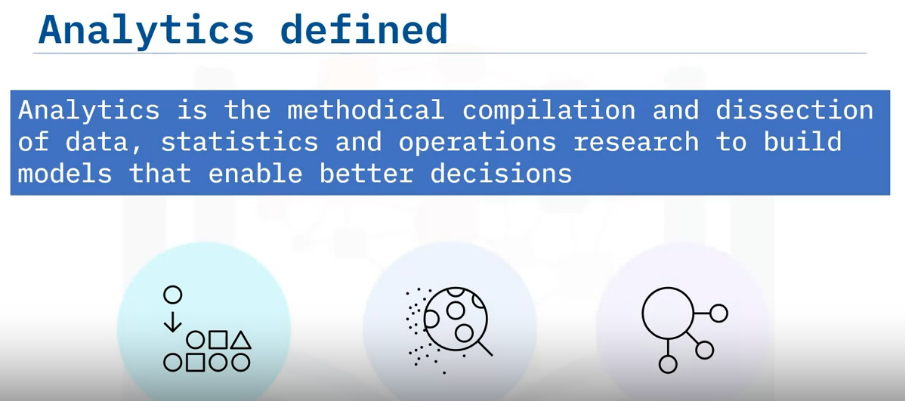 Analytics defined
Analytics is the methodical compilation and dissection
of data, statistics and operations research to build
models that enable better decisions